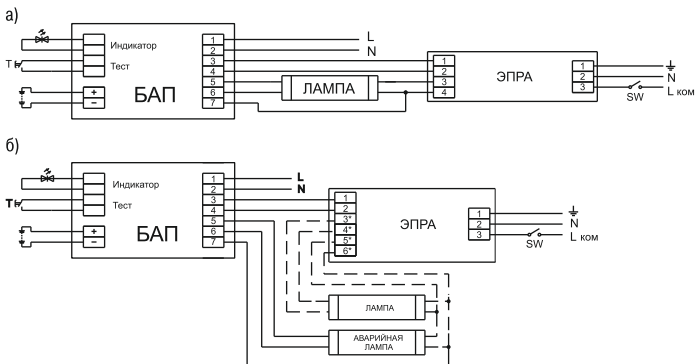 а)
Индикатор
T
Тест
+
−
БАП
1
2
3
4
5
6
7
L
N
ЛАМПА
1
2
3
4
ЭПРА
1
2
3
N
SW
L ком
б)
Индикатор
T
Тест
+
−
БАП
1
2
3
4
5
6
7
L
N
1
2
3*
4*
5*
6*
ЭПРА
1
2
3
N
SW
L ком
ЛАМПА
АВАРИЙНАЯ
ЛАМПА